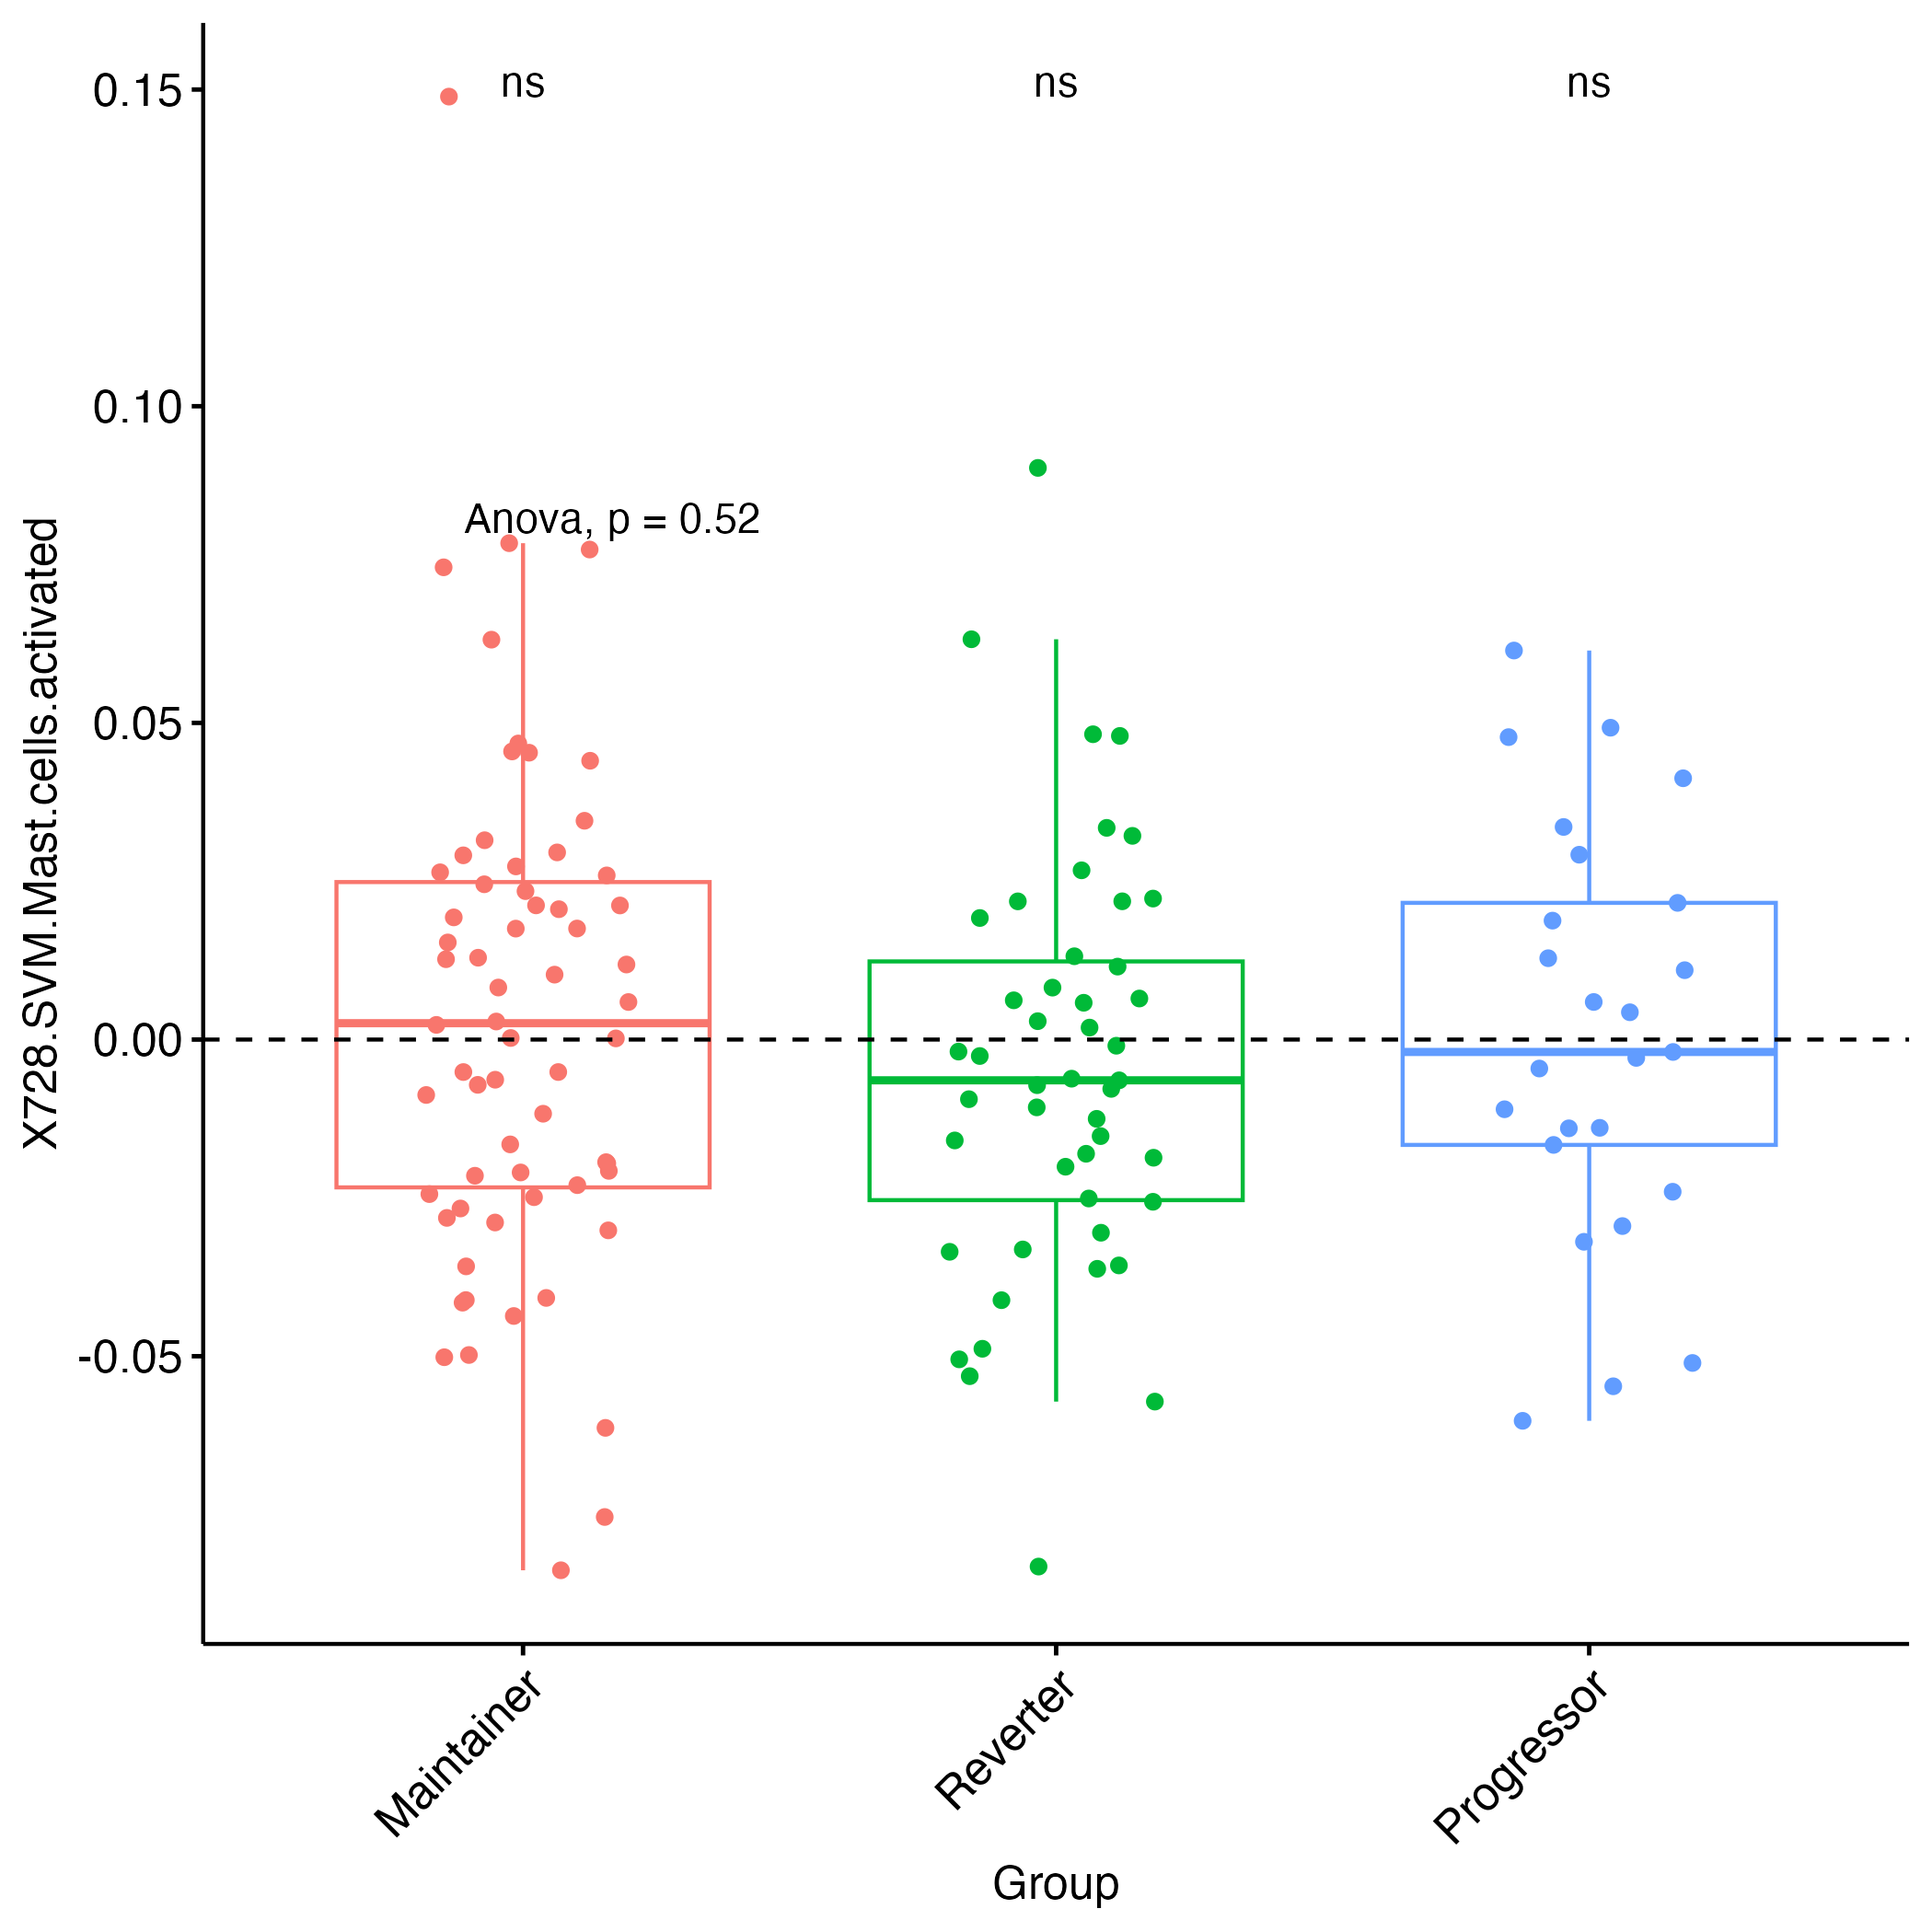 ns
ns
ns
Anova, p = 0.52
0.15
0.10
0.05
0.00
-0.05
X728.SVM.Mast.cells.activated
Maintainer
Reverter
Progressor
Group